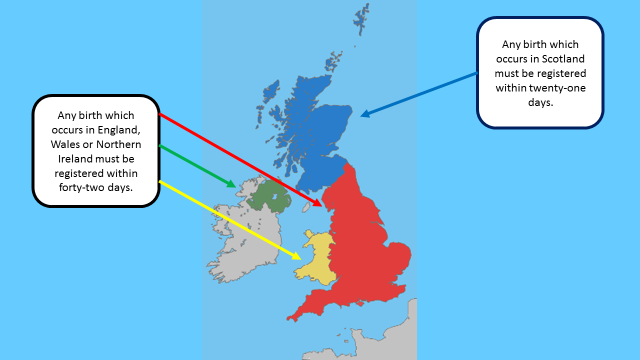 Any birth which
occurs in Scotland
must be registered
within twenty-one
days.
Any birth which
occurs in England,
Wales or Northern
Ireland must be
registered within
forty-two days.